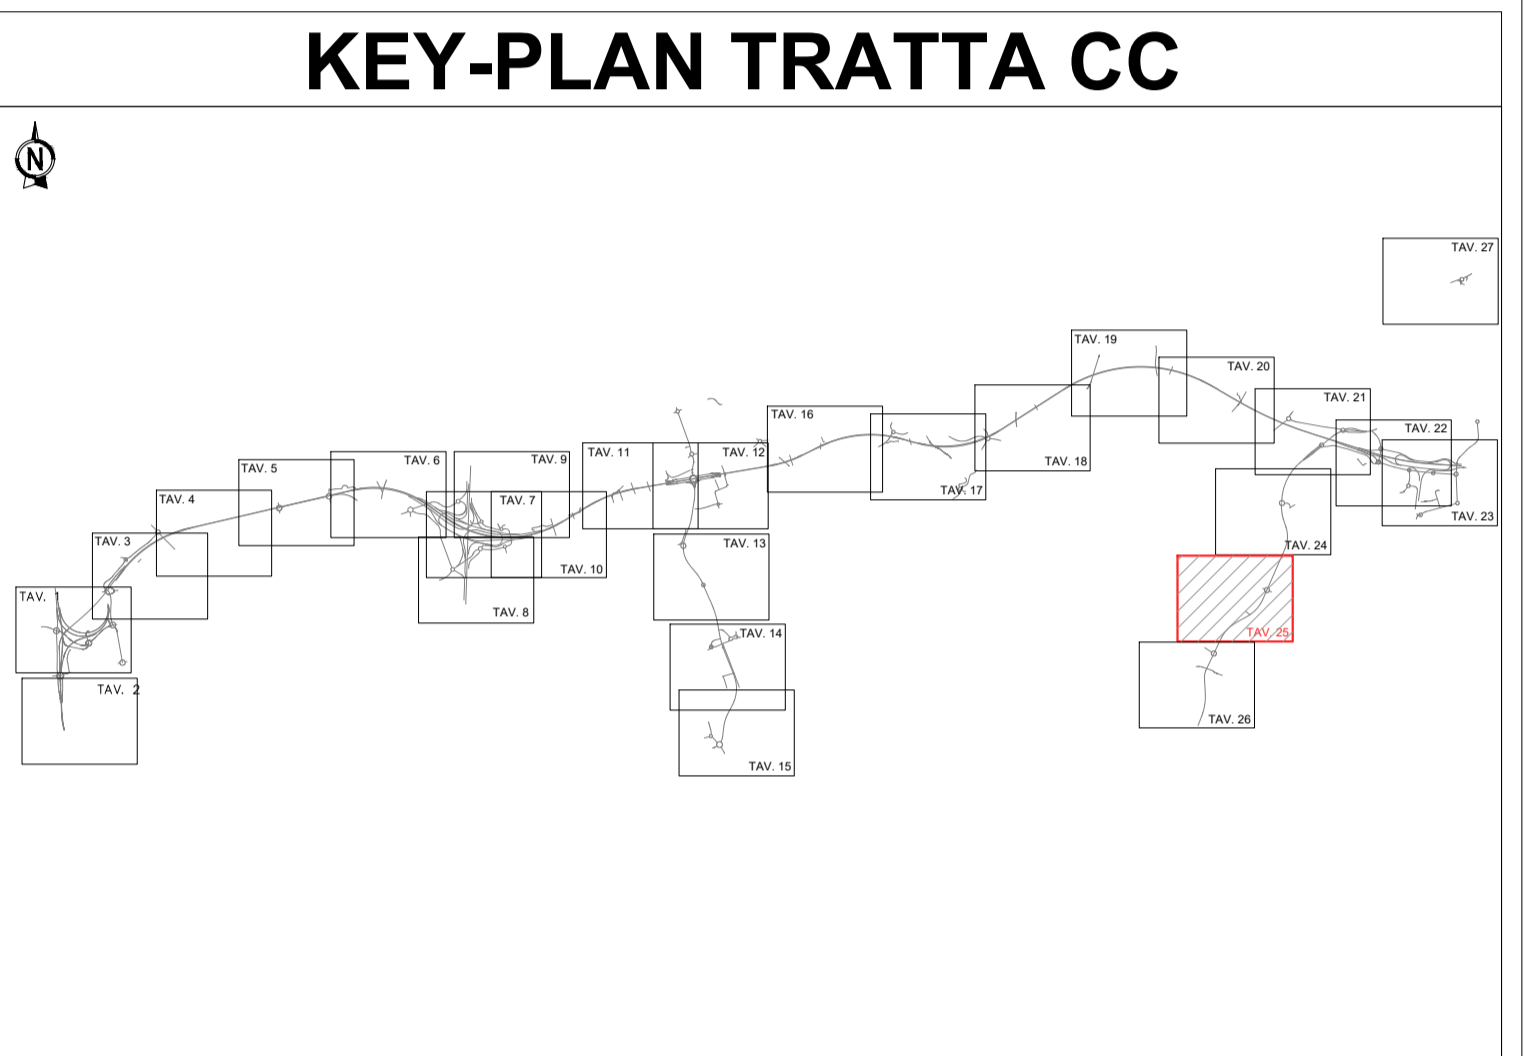 KEY-PLAN TRATTA CC
N
TAV. 27
TAV. 19
TAV. 20
TAV. 21
TAV. 16
TAV. 22
TAV. 11
TAV. 12
TAV. 6
TAV. 9
TAV. 18
TAV. 5
TAV. 17
TAV. 4
TAV. 7
TAV. 23
TAV. 3
TAV. 13
TAV. 24
TAV. 10
TAV. 1
TAV. 8
TAV. 14
TAV. 25
TAV. 2
TAV. 26
TAV. 15